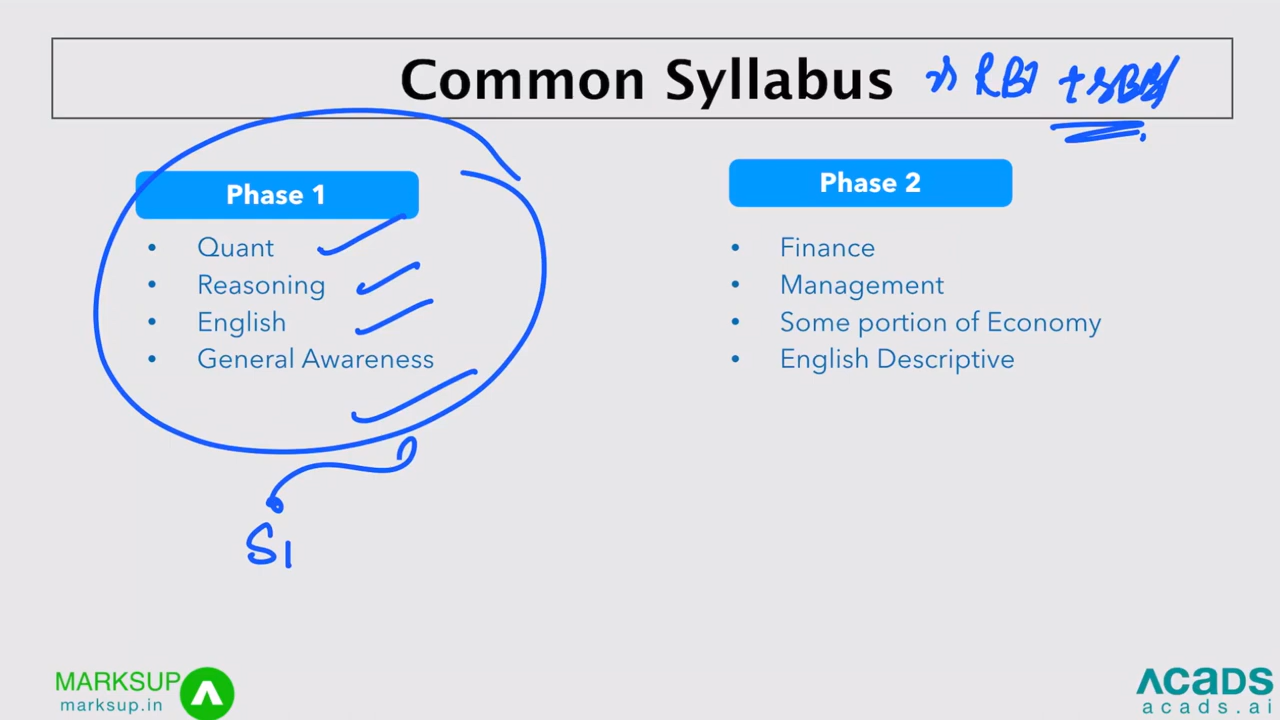 Common Syllabus RBI +
Phase 1
• Quant
• Reasoning
• English
• General Awareness
S1
Phase 2
• Finance
• Management
• Some portion of Economy
• English Descriptive
MARKSUP
marksup.in
ACADS
acads.ai